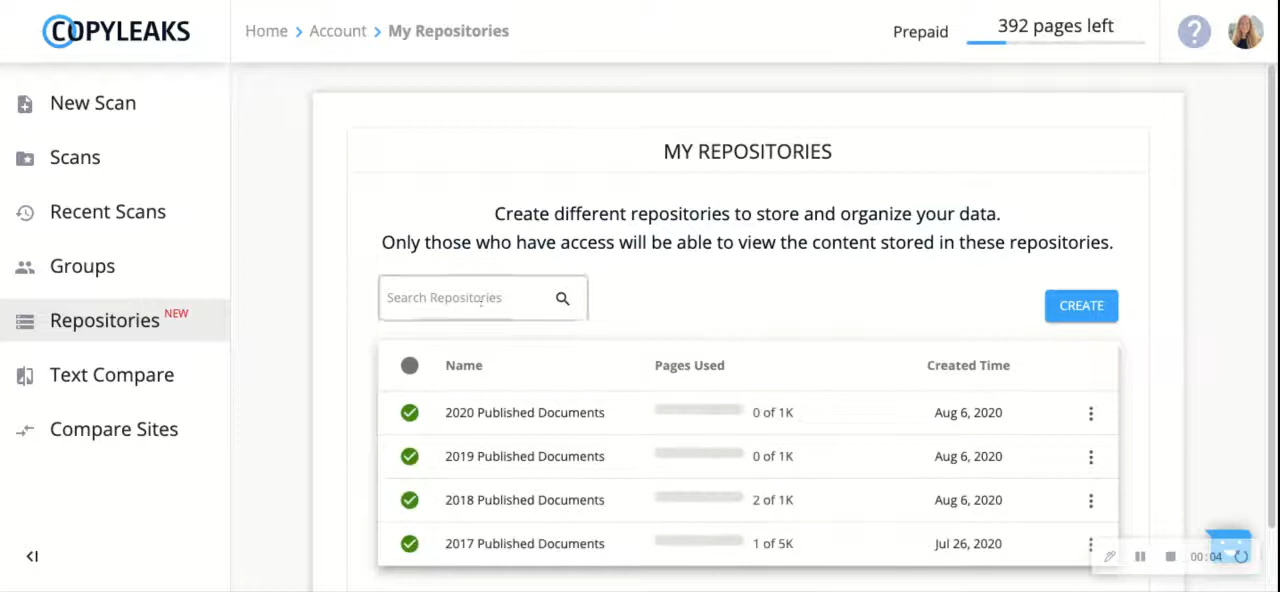 COPYLEAKS
Home > Account > My Repositories
Prepaid
392 pages left
?
New Scan
Scans
Recent Scans
Groups
Repositories NEW
Text Compare
Compare Sites
MY REPOSITORIES
Create different repositories to store and organize your data.
Only those who have access will be able to view the content stored in these repositories.
Search Repositories
CREATE
Name Pages Used Created Time
2020 Published Documents 0 of 1K Aug 6, 2020
2019 Published Documents 0 of 1K Aug 6, 2020
2018 Published Documents 2 of 1K Aug 6, 2020
2017 Published Documents 1 of 5K Jul 26, 2020
00:04